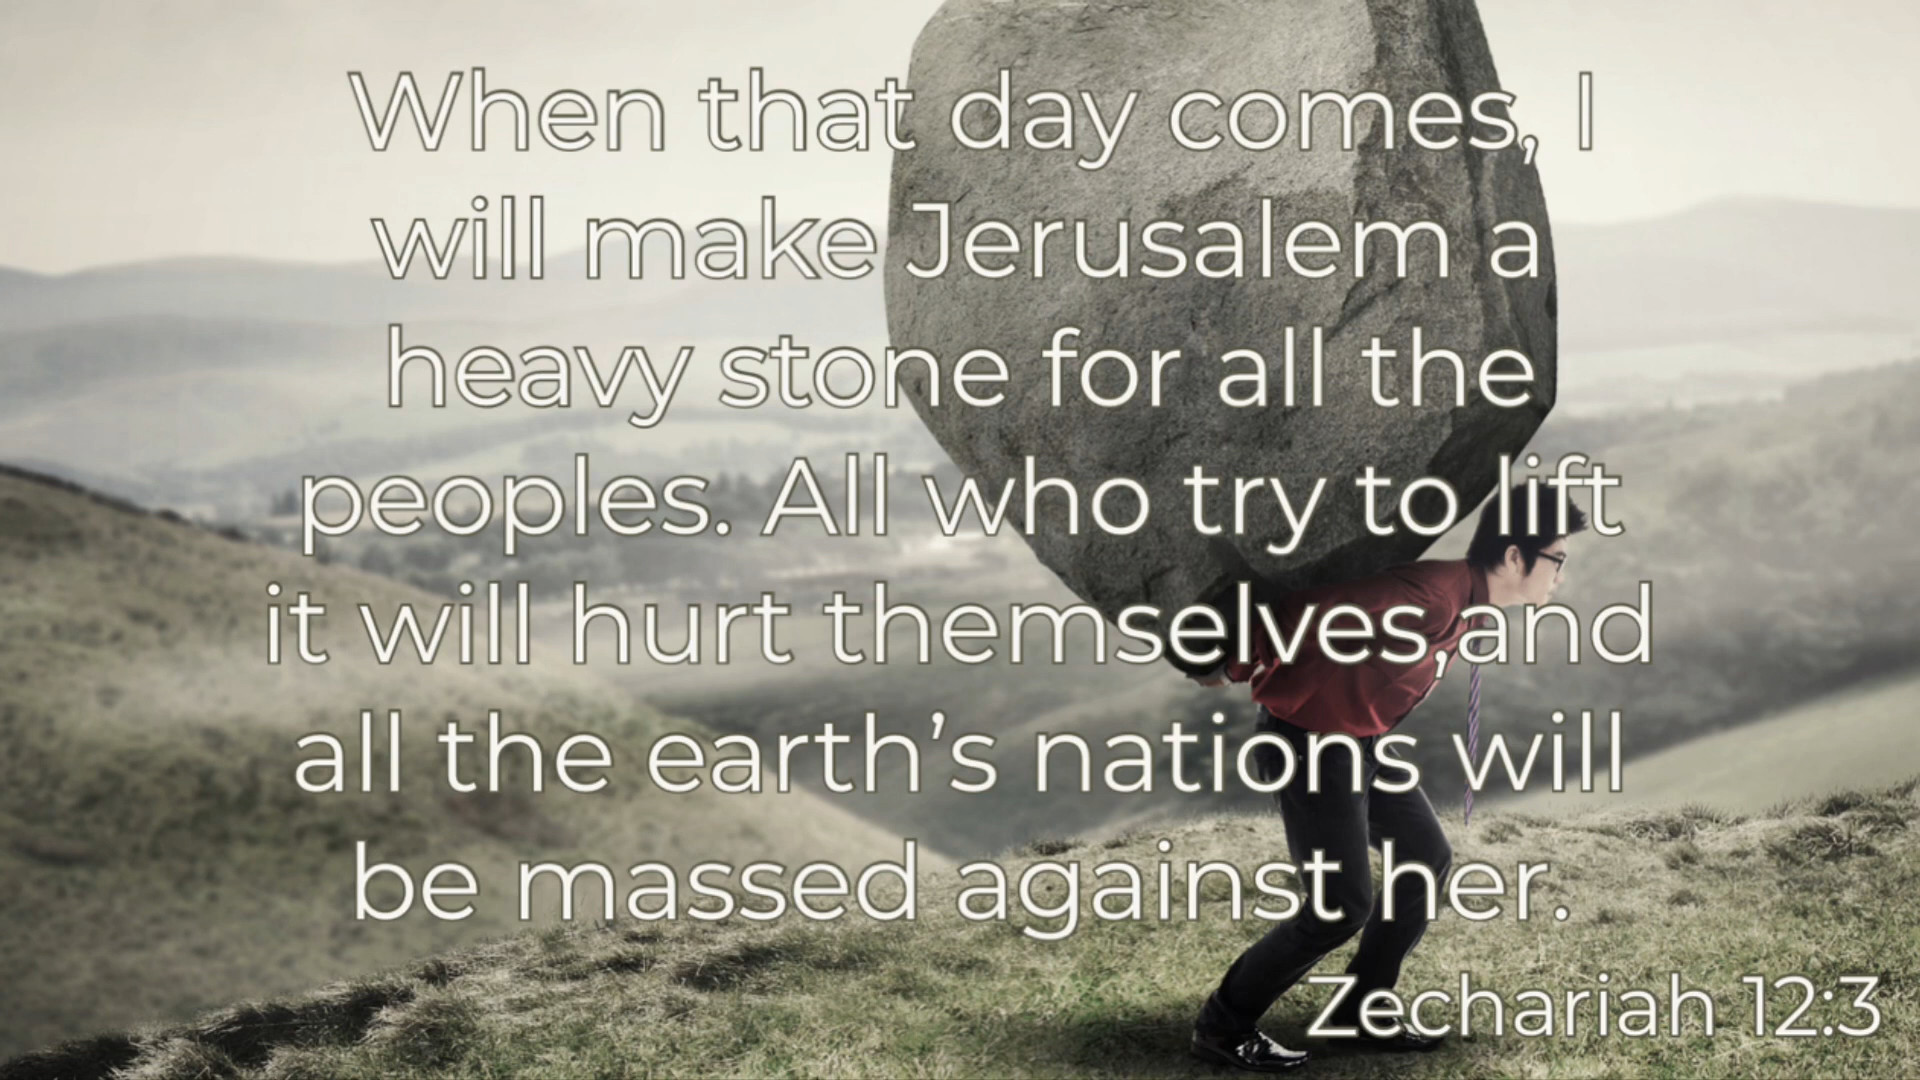 When that day comes, I
will make Jerusalem a
heavy stone for all the
peoples. All who try to lift
it will hurt themselves,and
all the earth’s nations will
be massed against her.
Zechariah 12:3